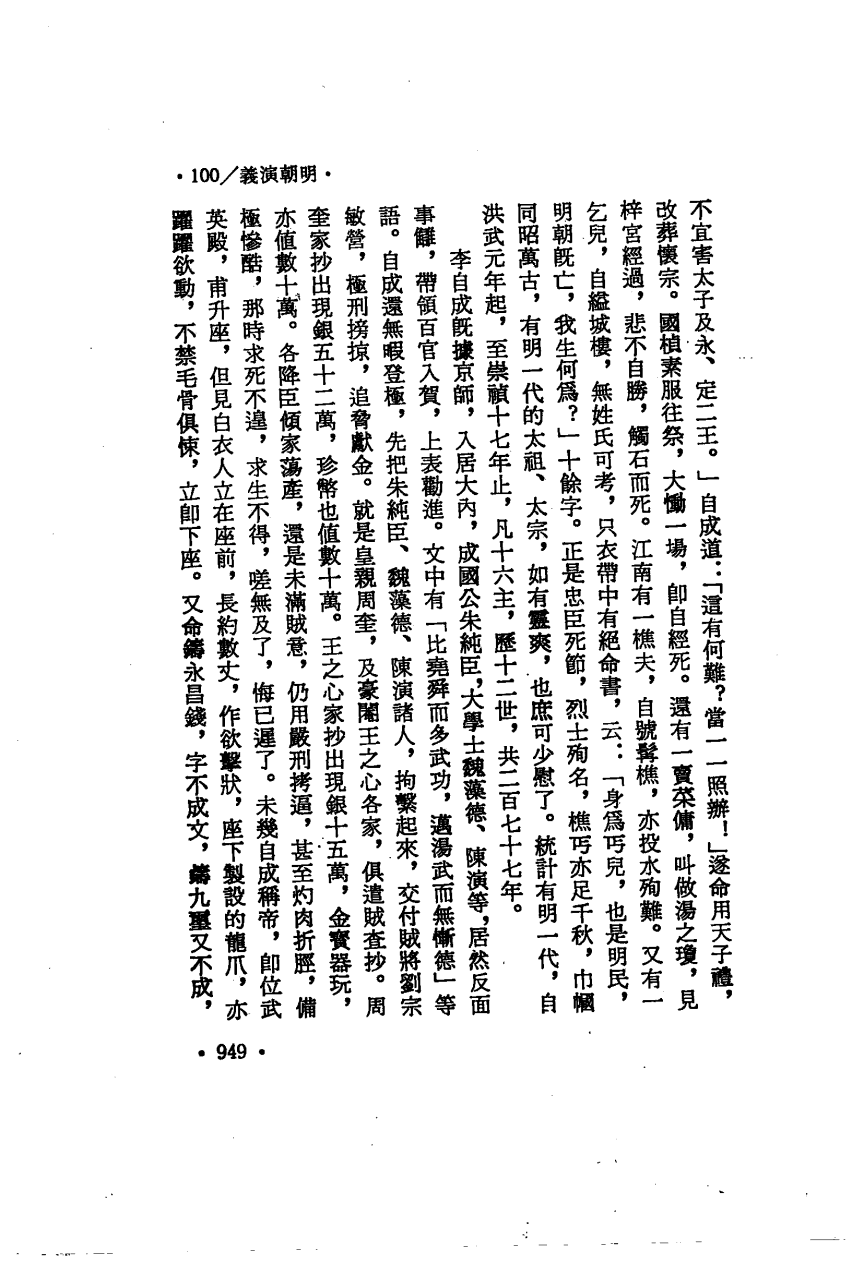 ·100／義演朝明·
不宜害太子及永、定二王。」自成道：「這有何難？當一一照辦！」遂命用天子禮，
改葬懷宗。國楨素服往祭，大慟一場，卽自經死。還有一賣菜傭，叫做湯之瓊，見
梓宮經過，悲不自勝，觸石而死。江南有一樵夫，自號髯樵，亦投水殉難。又有一
乞兒，自縊城樓，無姓氏可考，只衣帶中有絕命書，云：「身爲丐兒，也是明民，
明朝旣亡，我生何爲？」十餘字。正是忠臣死節，烈士殉名，樵丐亦足千秋，巾幗
同昭萬古，有明一代的太祖、太宗，如有靈爽，也庶可少慰了。統計有明一代，自
洪武元年起，至崇禎十七年止，凡十六主，歷十二世，共二百七十七年。
李自成旣據京師，入居大內，成國公朱純臣，大學士魏藻德、陳演等，居然反面
事讎，帶領百官入賀，上表勸進。文中有「比堯舜而多武功，邁湯武而無慚德」等
語。自成還無暇登極，先把朱純臣、魏藻德、陳演諸人，拘繫起來，交付賊將劉宗
敏營，極刑搒掠，追脅獻金。就是皇親周奎，及豪閹王之心各家，俱遣賊查抄。周
奎家抄出現銀五十二萬，珍幣也值數十萬。王之心家抄出現銀十五萬，金寶器玩，
亦值數十萬。各降臣傾家蕩產，還是未滿賊意，仍用嚴刑拷逼，甚至灼肉折脛，備
極慘酷，那時求死不遑，求生不得，嗟無及了，悔已遲了。未幾自成稱帝，卽位武
英殿，甫升座，但見白衣人立在座前，長約數丈，作欲擊狀，座下製設的龍爪，亦
躍躍欲動，不禁毛骨俱悚，立卽下座。又命鑄永昌錢，字不成文，鑄九璽又不成，
·949·